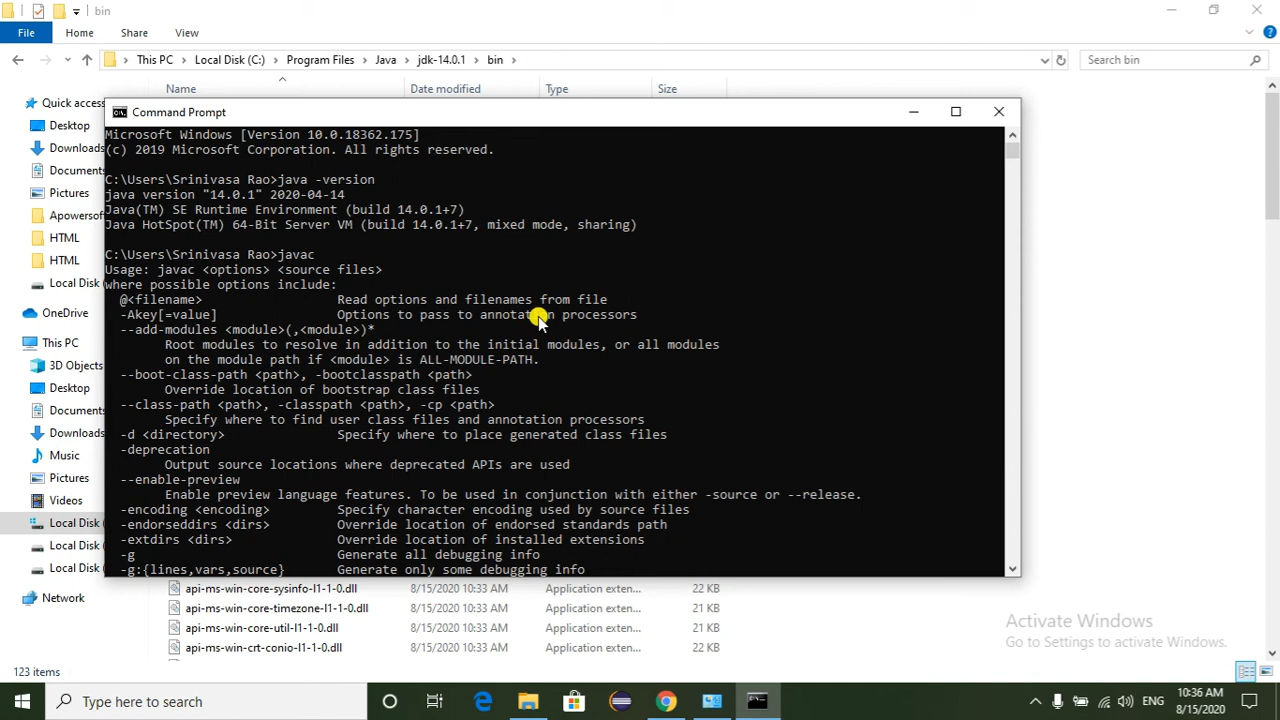 bin
File
Home
Share
View
This PC
Local Disk (C:)
Program Files
Java
jdk-14.0.1
bin
Search bin
Name
Date modified
Type
Size
Quick access
Desktop
Downloads
Documents
Pictures
Apowersof
HTML
HTML
Local Disk
OneDrive
This PC
3D Objects
Desktop
Documents
Downloads
Music
Pictures
Videos
Local Disk (
Local Disk (
Local Disk (
Network
Command Prompt
Microsoft Windows [Version 10.0.18362.175]
(c) 2019 Microsoft Corporation. All rights reserved.
C:\Users\Srinivasa Rao>java -version
java version "14.0.1" 2020-04-14
Java(TM) SE Runtime Environment (build 14.0.1+7)
Java HotSpot(TM) 64-Bit Server VM (build 14.0.1+7, mixed mode, sharing)
C:\Users\Srinivasa Rao>javac
Usage: javac <options> <source files>
where possible options include:
@<filename> Read options and filenames from file
-Akey[=value] Options to pass to annotation processors
--add-modules <module>(,<module>)*
Root modules to resolve in addition to the initial modules, or all modules
on the module path if <module> is ALL-MODULE-PATH.
--boot-class-path <path>, -bootclasspath <path>
Override location of bootstrap class files
--class-path <path>, -classpath <path>, -cp <path>
Specify where to find user class files and annotation processors
-d <directory> Specify where to place generated class files
-deprecation
Output source locations where deprecated APIs are used
--enable-preview
Enable preview language features. To be used in conjunction with either -source or --release.
-encoding <encoding> Specify character encoding used by source files
-endorseddirs <dirs> Override location of endorsed standards path
-extdirs <dirs> Override location of installed extensions
-g Generate all debugging info
-g:{lines,vars,source} Generate only some debugging info
api-ms-win-core-sysinfo-l1-1-0.dll 8/15/2020 10:33 AM Application exten... 22 KB
api-ms-win-core-timezone-l1-1-0.dll 8/15/2020 10:33 AM Application exten... 21 KB
api-ms-win-core-util-l1-1-0.dll 8/15/2020 10:33 AM Application exten... 21 KB
api-ms-win-crt-conio-l1-1-0.dll 8/15/2020 10:33 AM Application exten... 22 KB
Activate Windows
Go to Settings to activate Windows.
123 items
Type here to search
ENG
10:36 AM
8/15/2020